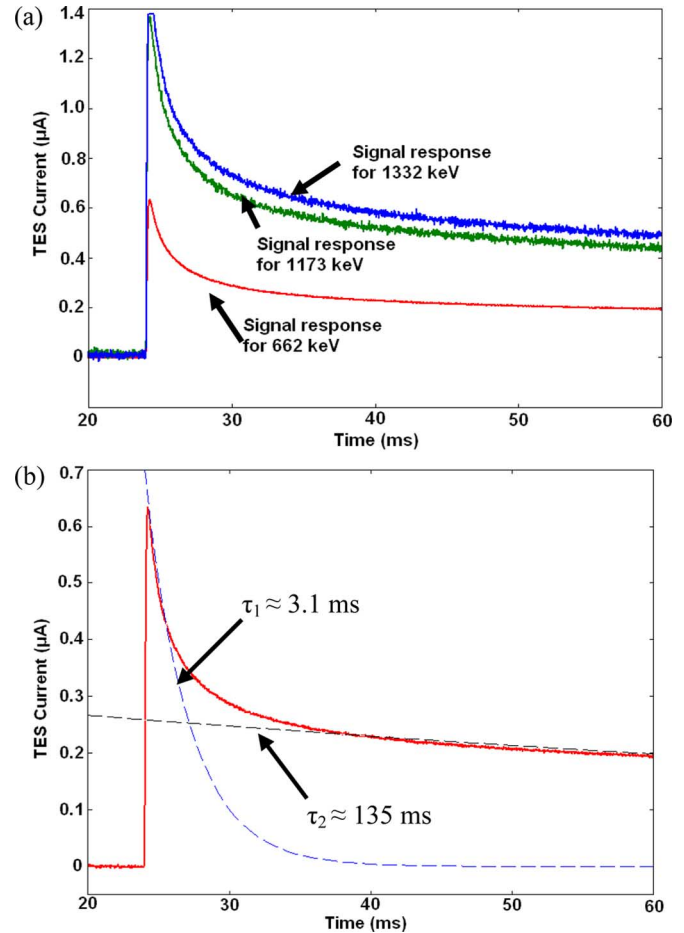 (a)
1.4
1.2
1.0
0.8
0.6
0.4
0.2
0
TES Current (µA)
Signal response
for 1332 keV
Signal response
for 1173 keV
Signal response
for 662 keV
20
30
40
50
60
Time (ms)
(b)
0.7
0.6
0.5
0.4
0.3
0.2
0.1
0
TES Current (µA)
τ1 ≈ 3.1 ms
τ2 ≈ 135 ms
20
30
40
50
60
Time (ms)